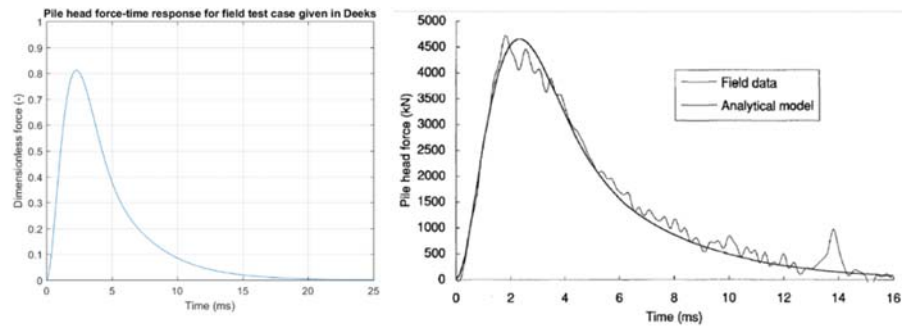 Pile head force-time response for field test case given in Deeks
1
0.9
0.8
0.7
0.6
0.5
0.4
0.3
0.2
0.1
0
Dimensionless force (-)
0 5 10 15 20 25
Time (ms)
5000
4500
4000
3500
3000
2500
2000
1500
1000
500
0
Pile head force (kN)
Field data
Analytical model
0 2 4 6 8 10 12 14 16
Time (ms)